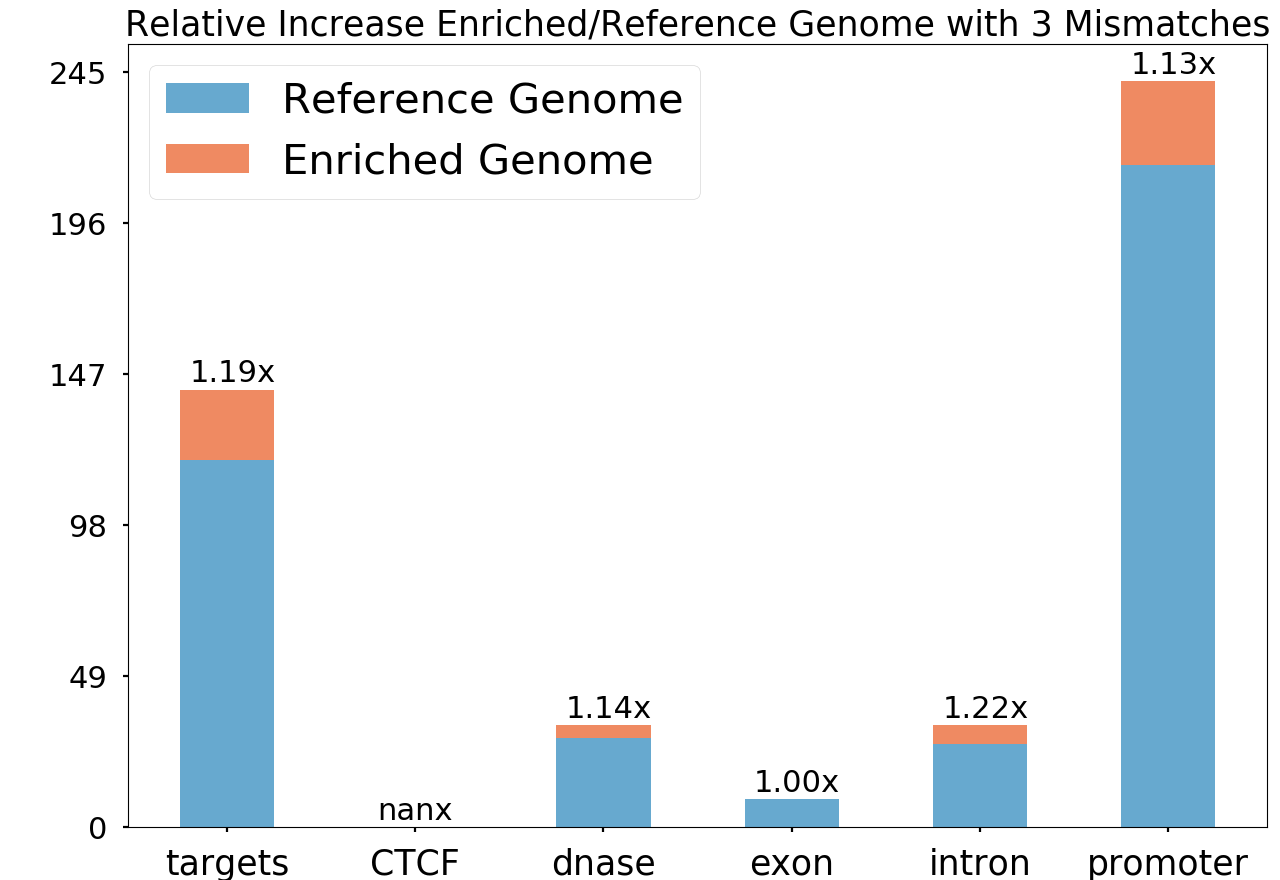 Relative Increase Enriched/Reference Genome with 3 Mismatches
245
196
147
98
49
0
Reference Genome
Enriched Genome
1.19x
nanx
1.14x
1.00x
1.22x
1.13x
targets
CTCF
dnase
exon
intron
promoter